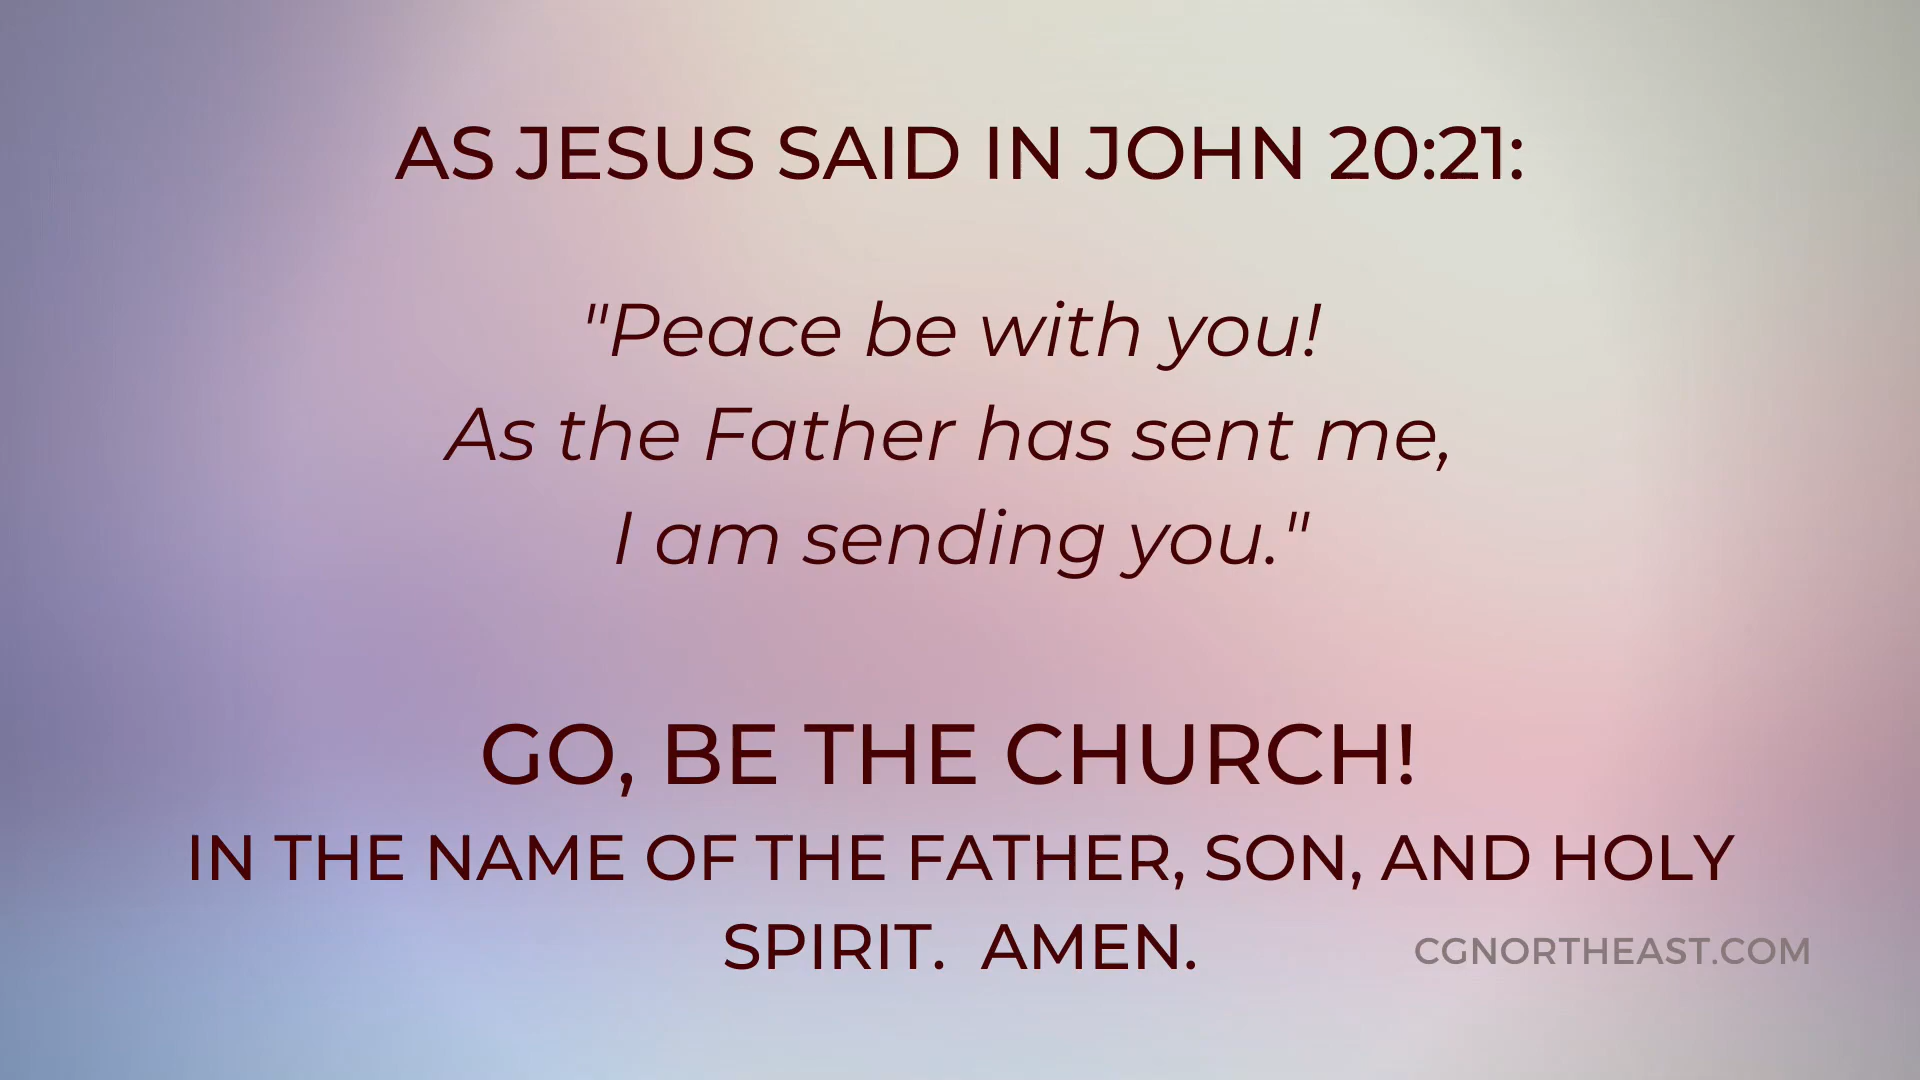 AS JESUS SAID IN JOHN 20:21:
"Peace be with you!
As the Father has sent me,
I am sending you."
GO, BE THE CHURCH!
IN THE NAME OF THE FATHER, SON, AND HOLY
SPIRIT.  AMEN.
CGNORTHEAST.COM